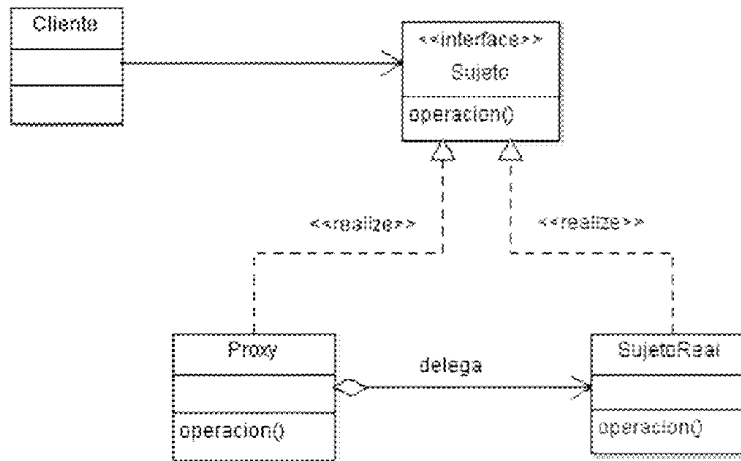 Cliente
<<interface>>
Sujeto
operacion()
<<realize>>
<<realize>>
Proxy
operacion()
delega
SujetoReal
operacion()